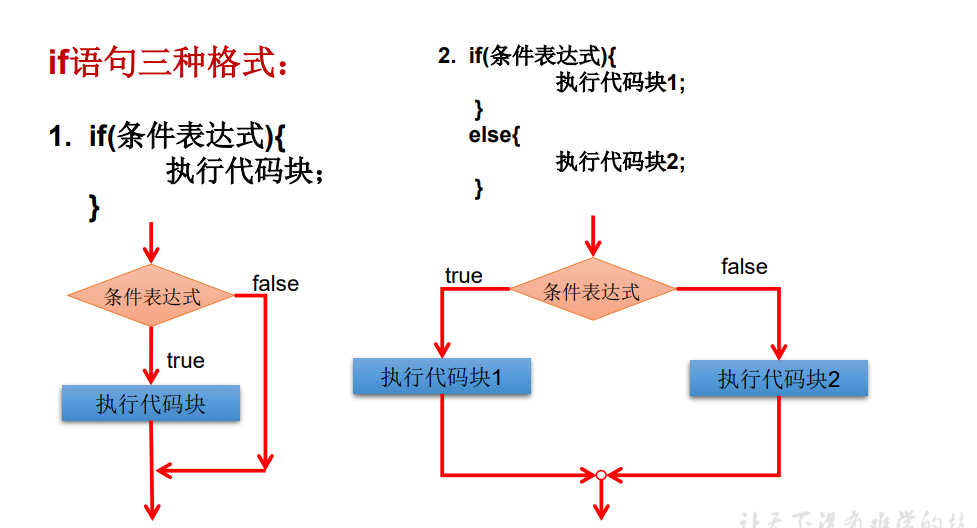 if语句三种格式：
1. if(条件表达式){
执行代码块；
}
2. if(条件表达式){
执行代码块1;
}
else{
执行代码块2;
}
条件表达式
false
true
执行代码块
true
条件表达式
false
执行代码块1
执行代码块2
让天下没有难学的技